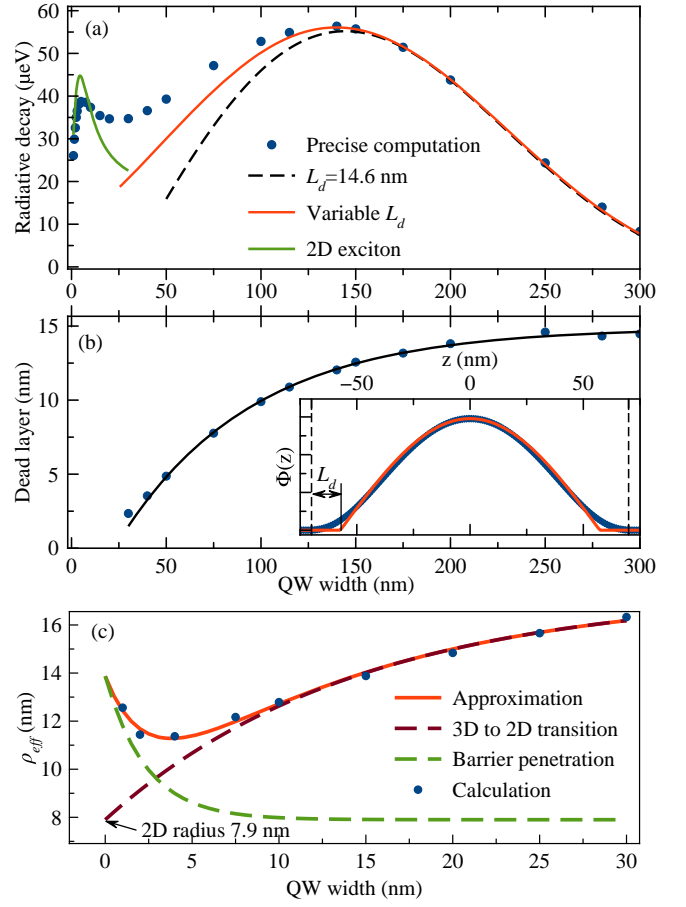 60
50
40
30
20
10
0
Radiative decay (µeV)
(a)
Precise computation
L_d=14.6 nm
Variable L_d
2D exciton
0 50 100 150 200 250 300
15
10
5
0
Dead layer (nm)
(b)
z (nm)
−50 0 50
Φ(z)
L_d
0 50 100 150 200 250 300
QW width (nm)
16
14
12
10
8
ρ_eff (nm)
(c)
Approximation
3D to 2D transition
Barrier penetration
Calculation
2D radius 7.9 nm
0 5 10 15 20 25 30
QW width (nm)